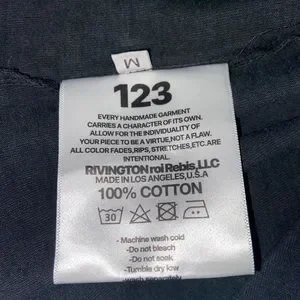 M
123
EVERY HANDMADE GARMENT
CARRIES A CHARACTER OF ITS OWN.
ALLOW FOR THE INDIVIDUALITY OF
YOUR PIECE TO BE A VIRTUE,NOT A FLAW.
ALL COLOR FADES,RIPS, STRETCHES,ETC.ARE
INTENTIONAL.
RIVINGTON roi Rebis, LLC
MADE IN LOS ANGELES,U.S.A
100% COTTON
30
- Machine wash cold
-Do not bleach
-Do not soak
-Tumble dry low
-wash separately